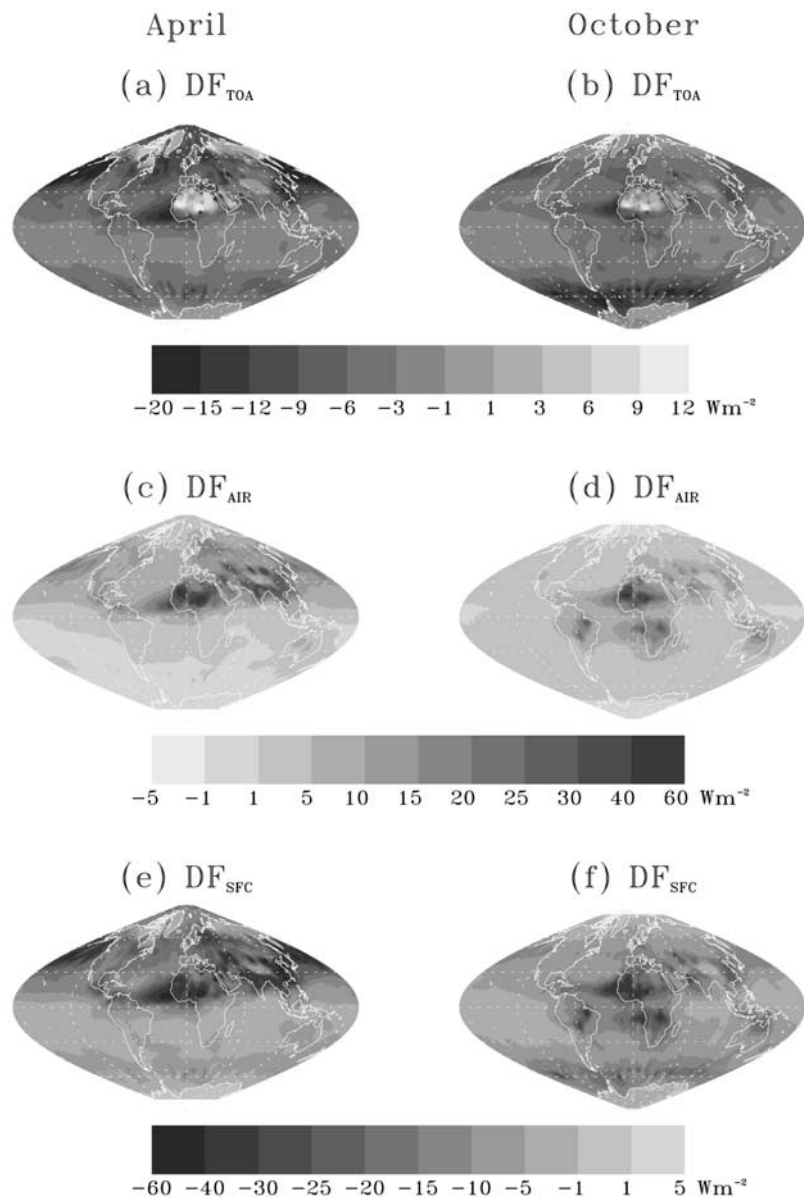 April October
(a) DF_TOA (b) DF_TOA
−20 −15 −12 −9 −6 −3 −1 1 3 6 9 12 Wm⁻²
(c) DF_AIR (d) DF_AIR
−5 −1 1 5 10 15 20 25 30 40 60 Wm⁻²
(e) DF_SFC (f) DF_SFC
−60 −40 −30 −25 −20 −15 −10 −5 −1 1 5 Wm⁻²